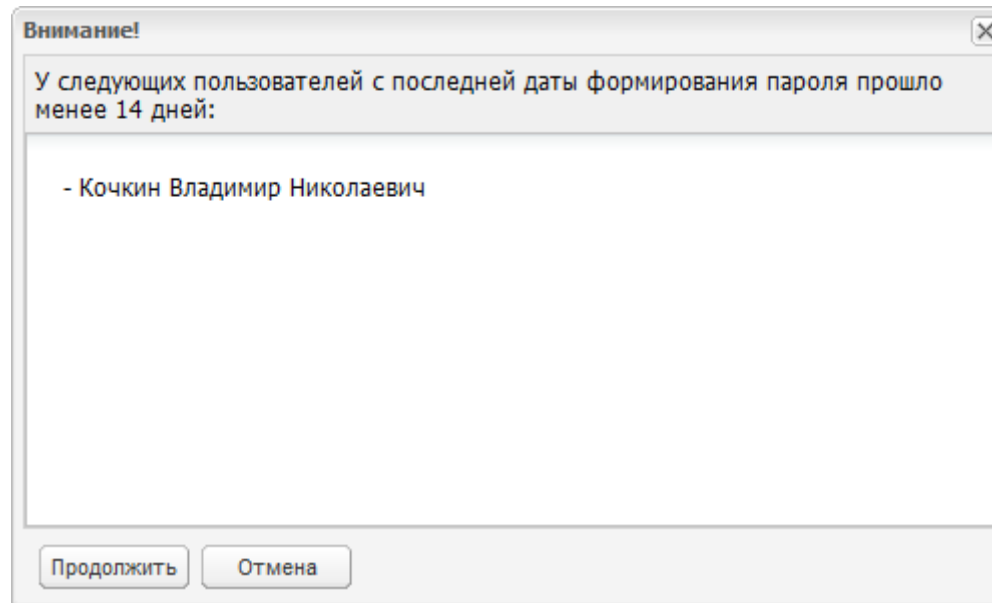 Внимание!
У следующих пользователей с последней даты формирования пароля прошло
менее 14 дней:
- Кочкин Владимир Николаевич
Продолжить
Отмена